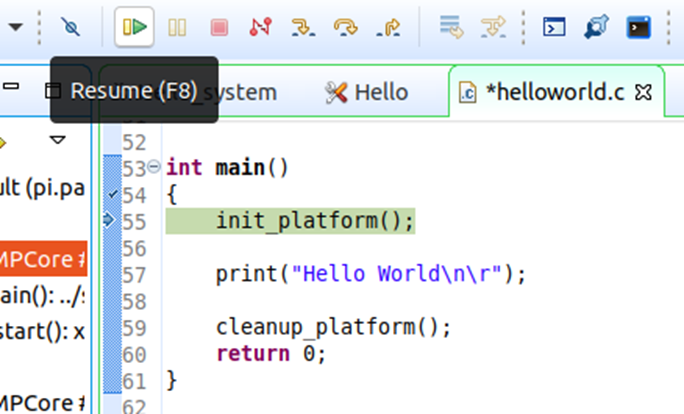 Resume (F8)
_system
Hello
*helloworld.c
52
ult (pi.pa
53 int main()
54 {
55 init_platform();
MPCore #
56
57 print("Hello World\n\r");
ain(): ../s
58
start(): x
59 cleanup_platform();
60 return 0;
61 }
MPCore #
62